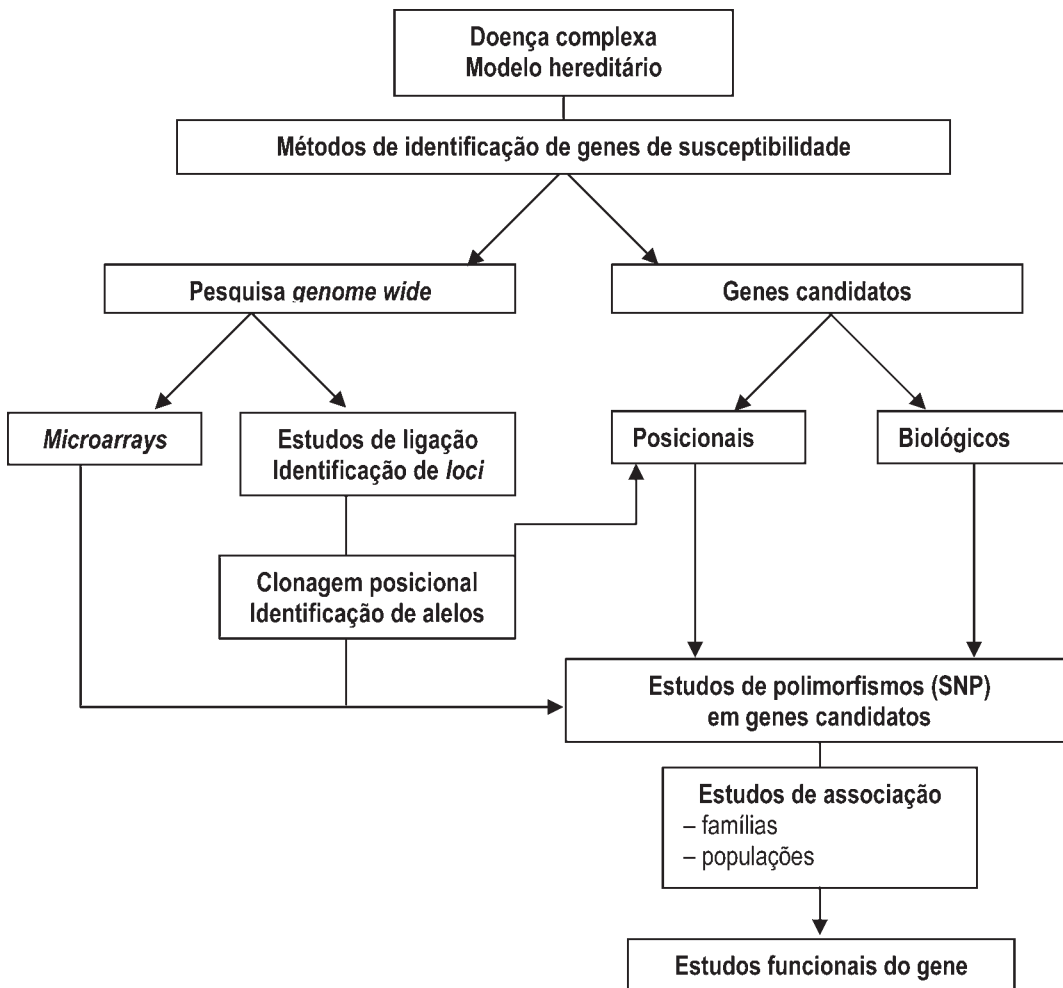 Doença complexa
Modelo hereditário
Métodos de identificação de genes de susceptibilidade
Pesquisa genome wide
Genes candidatos
Microarrays
Estudos de ligação
Identificação de loci
Posicionais
Biológicos
Clonagem posicional
Identificação de alelos
Estudos de polimorfismos (SNP)
em genes candidatos
Estudos de associação
– famílias
– populações
Estudos funcionais do gene